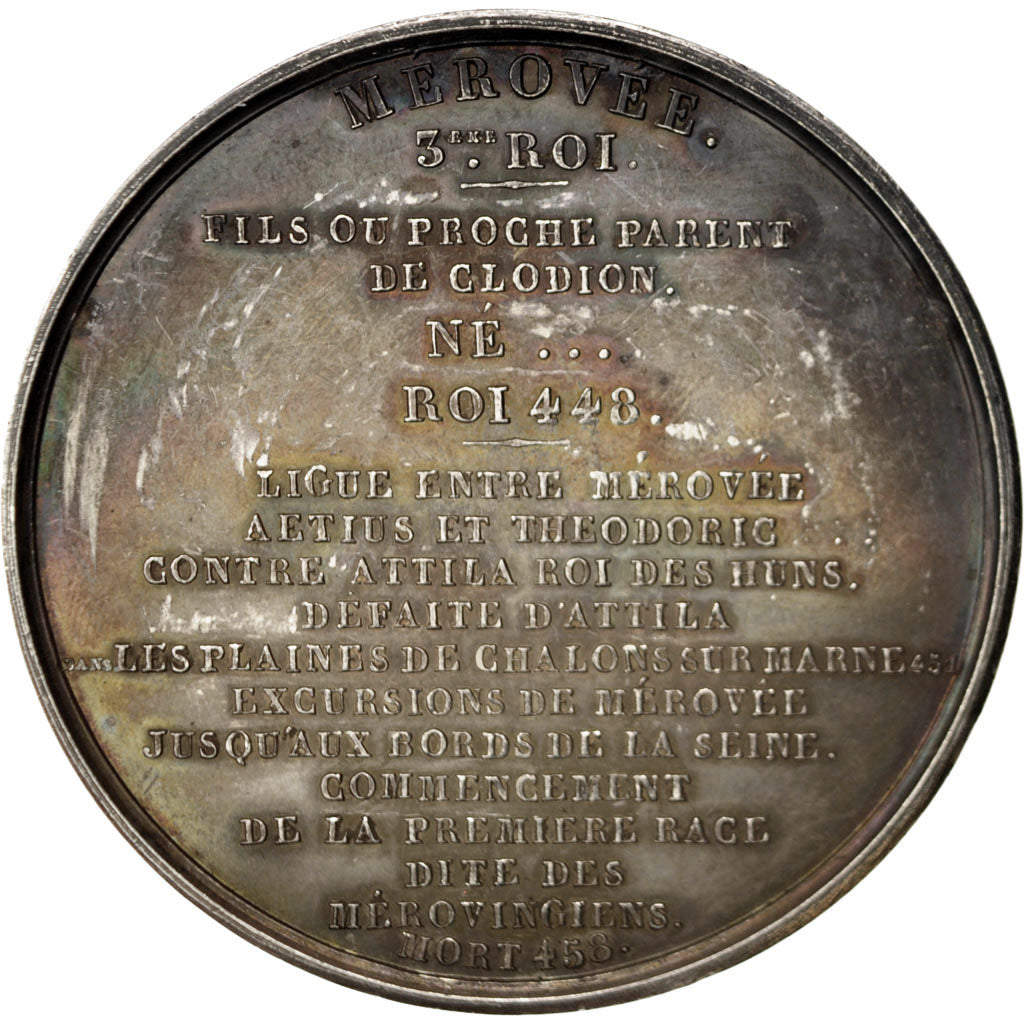 MÉROVÉE.
3EME. ROI.
FILS OU PROCHE PARENT
DE CLODION.
NÉ ....
ROI 448.
LIGUE ENTRE MÉROVÉE
AETIUS ET THEODORIC
CONTRE ATTILA ROI DES HUNS.
DÉFAITE D'ATTILA
DANS LES PLAINES DE CHALONS SUR MARNE 451
EXCURSIONS DE MÉROVÉE
JUSQU'AUX BORDS DE LA SEINE.
COMMENCEMENT
DE LA PREMIÈRE RACE
DITE DES
MÉROVINGIENS.
MORT 458.